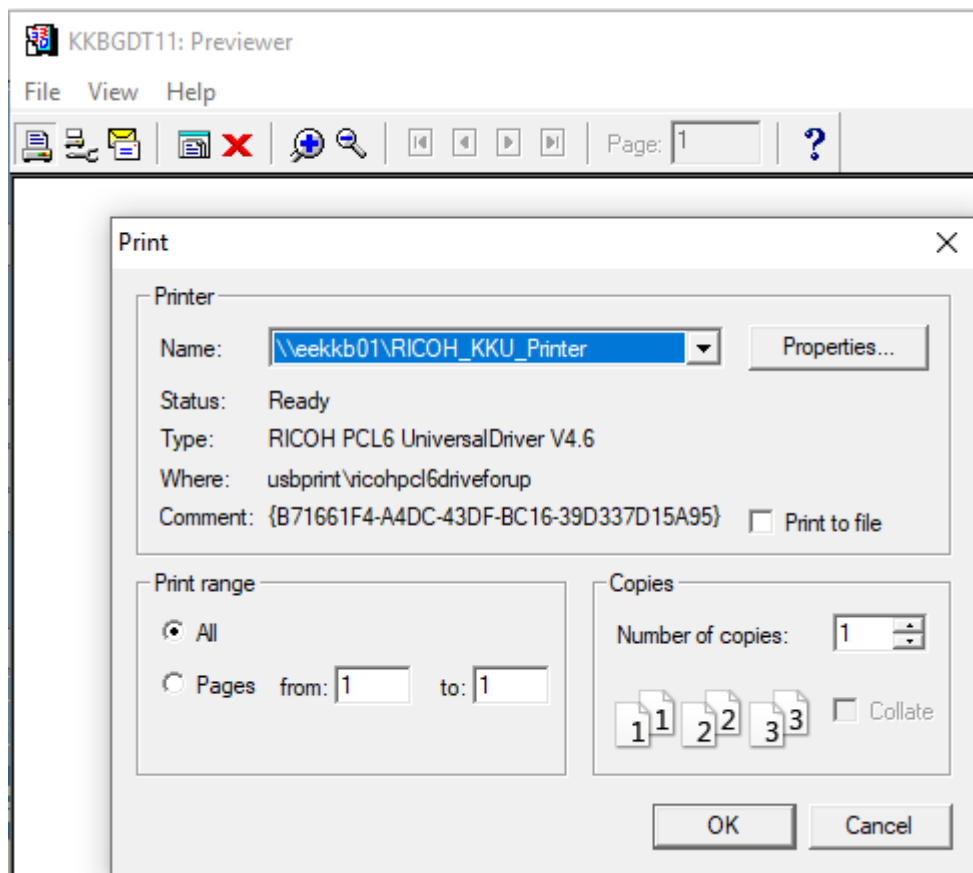 KKBGDT11: Previewer
File View Help
Page: 1 ?
Print
Printer
Name: \\eekkb01\RICOH_KKU_Printer Properties...
Status: Ready
Type: RICOH PCL6 UniversalDriver V4.6
Where: usbprint\ricohpcl6driveforup
Comment: {B71661F4-A4DC-43DF-BC16-39D337D15A95} Print to file
Print range
All
Pages from: 1 to: 1
Copies
Number of copies: 1
1 1 2 2 3 3 Collate
OK Cancel